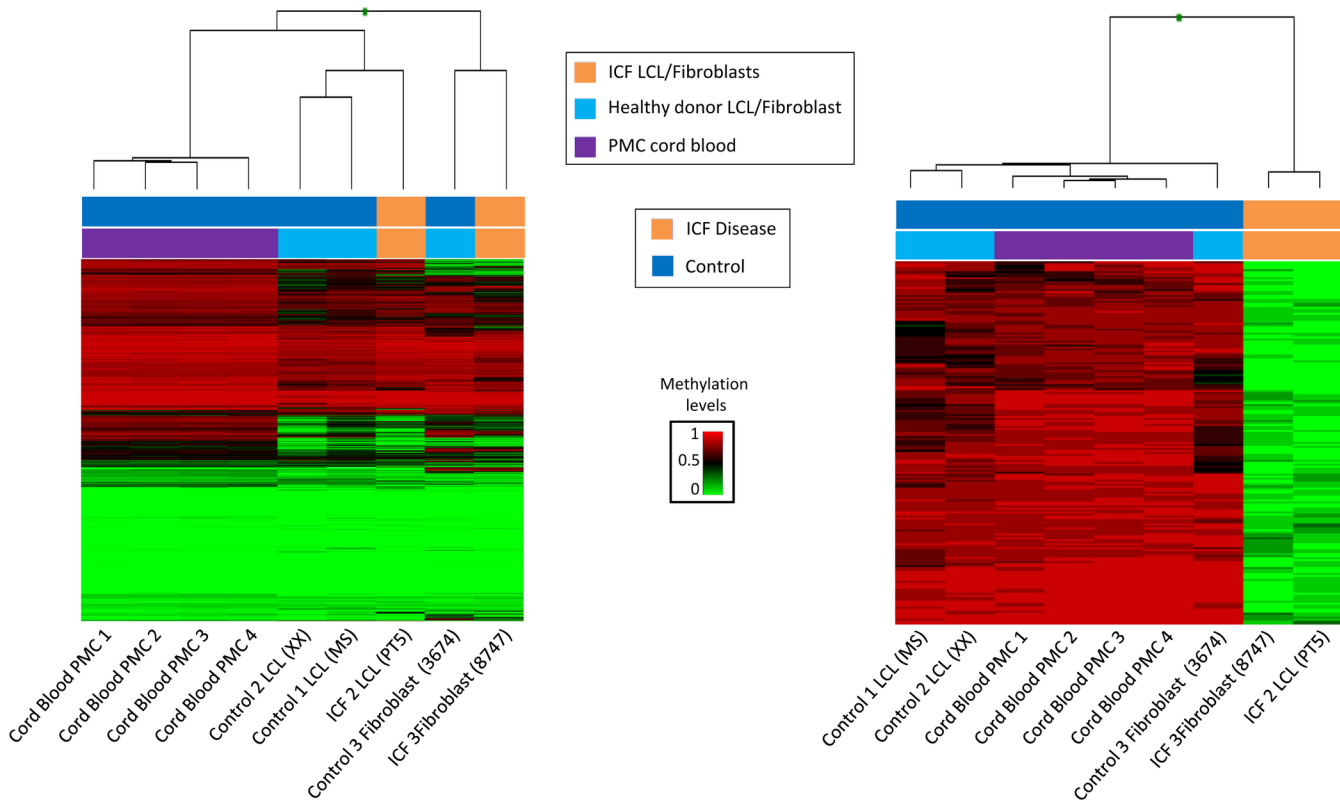 ICF LCL/Fibroblasts
Healthy donor LCL/Fibroblast
PMC cord blood
ICF Disease
Control
Methylation
levels
1
0.5
0
Cord Blood PMC 1
Cord Blood PMC 2
Cord Blood PMC 3
Cord Blood PMC 4
Control 2 LCL (XX)
Control 1 LCL (MS)
ICF 2 LCL (PT5)
Control 3 Fibroblast (3674)
ICF 3Fibroblast (8747)
Control 1 LCL (MS)
Control 2 LCL (XX)
Cord Blood PMC 1
Cord Blood PMC 2
Cord Blood PMC 3
Cord Blood PMC 4
Control 3 Fibroblast (3674)
ICF 3Fibroblast (8747)
ICF 2 LCL (PT5)